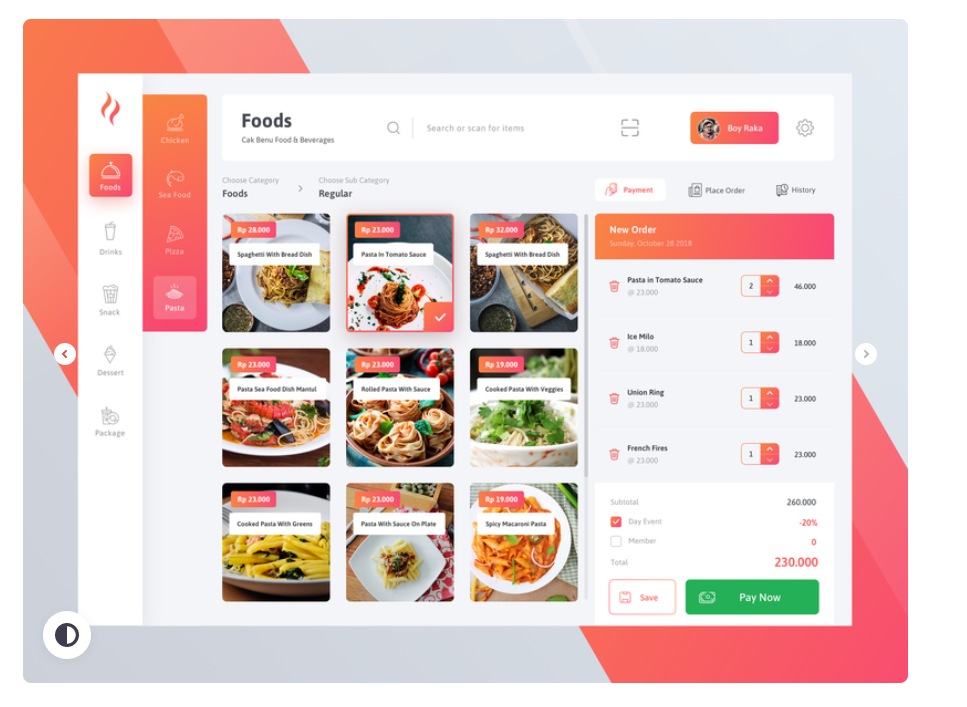 Foods
Drinks
Snack
Dessert
Package
Chicken
Sea Food
Pizza
Pasta
Foods
Cak Benu Food & Beverages
Search or scan for items
Boy Raka
Choose Category
Foods
Choose Sub Category
Regular
Payment
Place Order
History
Rp 28.000
Spaghetti With Bread Dish
Rp 23.000
Pasta In Tomato Sauce
Rp 32.000
Spaghetti With Bread Dish
Rp 23.000
Pasta Sea Food Dish Mantul
Rp 23.000
Rolled Pasta With Sauce
Rp 19.000
Cooked Pasta With Veggies
Rp 23.000
Cooked Pasta With Greens
Rp 23.000
Pasta With Sauce On Plate
Rp 19.000
Spicy Macaroni Pasta
New Order
Sunday, October 28 2018
Pasta in Tomato Sauce
@ 23.000
2
46.000
Ice Milo
@ 18.000
1
18.000
Union Ring
@ 23.000
1
23.000
French Fires
@ 23.000
1
23.000
Subtotal
260.000
Day Event
-20%
Member
0
Total
230.000
Save
Pay Now